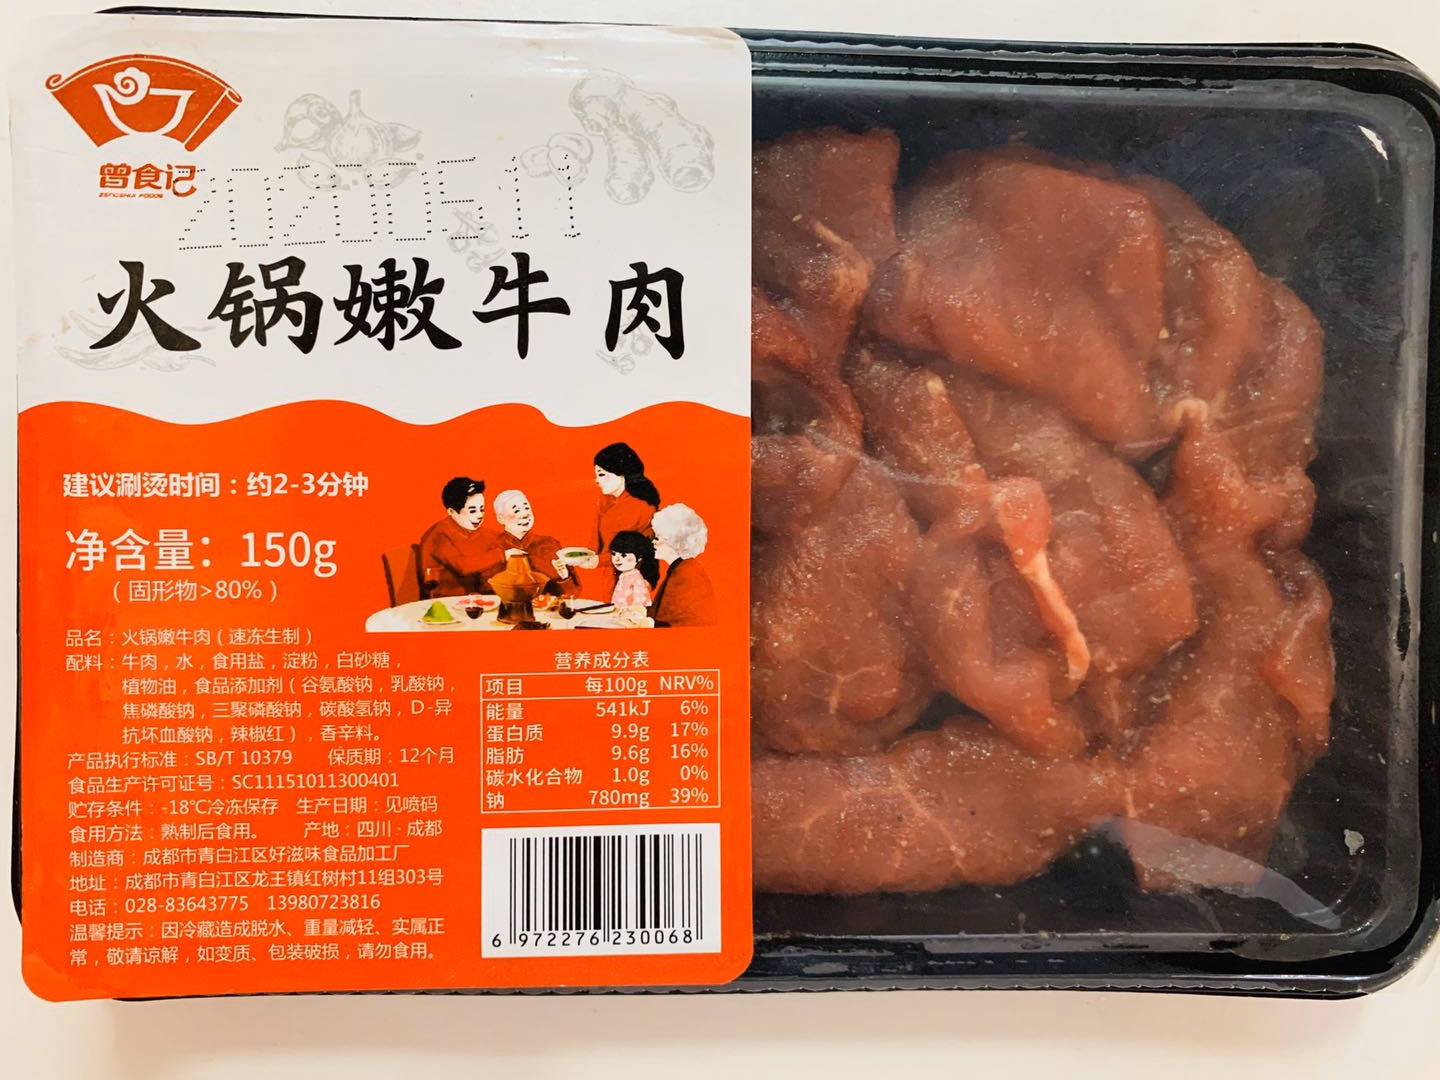 曾食记
ZENGSHIJI FOODS
20200511
火锅嫩牛肉
建议涮烫时间：约2-3分钟
净含量：150g
（固形物>80%）
品名：火锅嫩牛肉（速冻生制）
配料：牛肉，水，食用盐，淀粉，白砂糖，
植物油，食品添加剂（谷氨酸钠，乳酸钠，
焦磷酸钠，三聚磷酸钠，碳酸氢钠，D-异
抗坏血酸钠，辣椒红），香辛料。
产品执行标准：SB/T 10379 保质期：12个月
食品生产许可证号：SC11151011300401
贮存条件：-18℃冷冻保存 生产日期：见喷码
食用方法：熟制后食用。 产地：四川·成都
制造商：成都市青白江区好滋味食品加工厂
地址：成都市青白江区龙王镇红树村11组303号
电话：028-83643775 13980723816
温馨提示：因冷藏造成脱水、重量减轻、实属正
常，敬请谅解，如变质、包装破损，请勿食用。
营养成分表
项目 每100g NRV%
能量 541kJ 6%
蛋白质 9.9g 17%
脂肪 9.6g 16%
碳水化合物 1.0g 0%
钠 780mg 39%
6 972276 230068